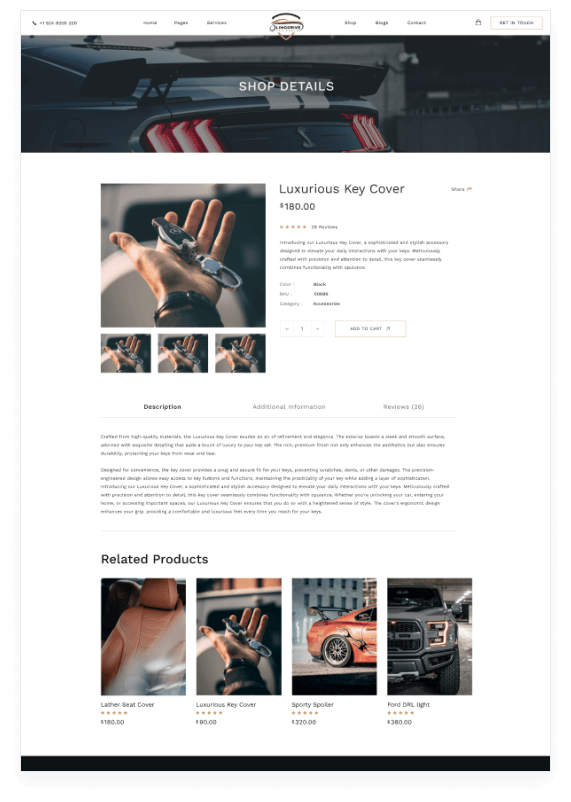 +1 824 8205 220
Home
Pages
Services
LIMODRIVE
Shop
Blogs
Contact
GET IN TOUCH
SHOP DETAILS
Luxurious Key Cover
Share
$180.00
26 Reviews
Introducing our Luxurious Key Cover, a sophisticated and stylish accessory
designed to elevate your daily interactions with your keys. Meticulously
crafted with precision and attention to detail, this key cover seamlessly
combines functionality with opulence.
Color : Black
SKU :
Category : Accessories
1
ADD TO CART
Description
Additional Information
Reviews (26)
Crafted from high-quality materials, the Luxurious Key Cover exudes an air of refinement and elegance. The exterior boasts a sleek and smooth surface,
adorned with exquisite detailing that adds a touch of luxury to your key set. The rich, premium finish not only enhances the aesthetics but also ensures
durability, protecting your keys from wear and tear.
Designed for convenience, the key cover provides a snug and secure fit for your keys, preventing scratches, dents, or other damages. The precision-
engineered design allows easy access to key buttons and functions, maintaining the practicality of your key while adding a layer of sophistication.
Introducing our Luxurious Key Cover, a sophisticated and stylish accessory designed to elevate your daily interactions with your keys. Meticulously crafted
with precision and attention to detail, this key cover seamlessly combines functionality with opulence. Whether you're unlocking your car, entering your
home, or accessing important spaces, our Luxurious Key Cover ensures that you do so with a heightened sense of style. The cover's ergonomic design
enhances your grip, providing a comfortable and luxurious feel every time you reach for your keys.
Related Products
Lather Seat Cover
$180.00
Luxurious Key Cover
$90.00
Sporty Spoiler
$320.00
Ford DRL light
$380.00